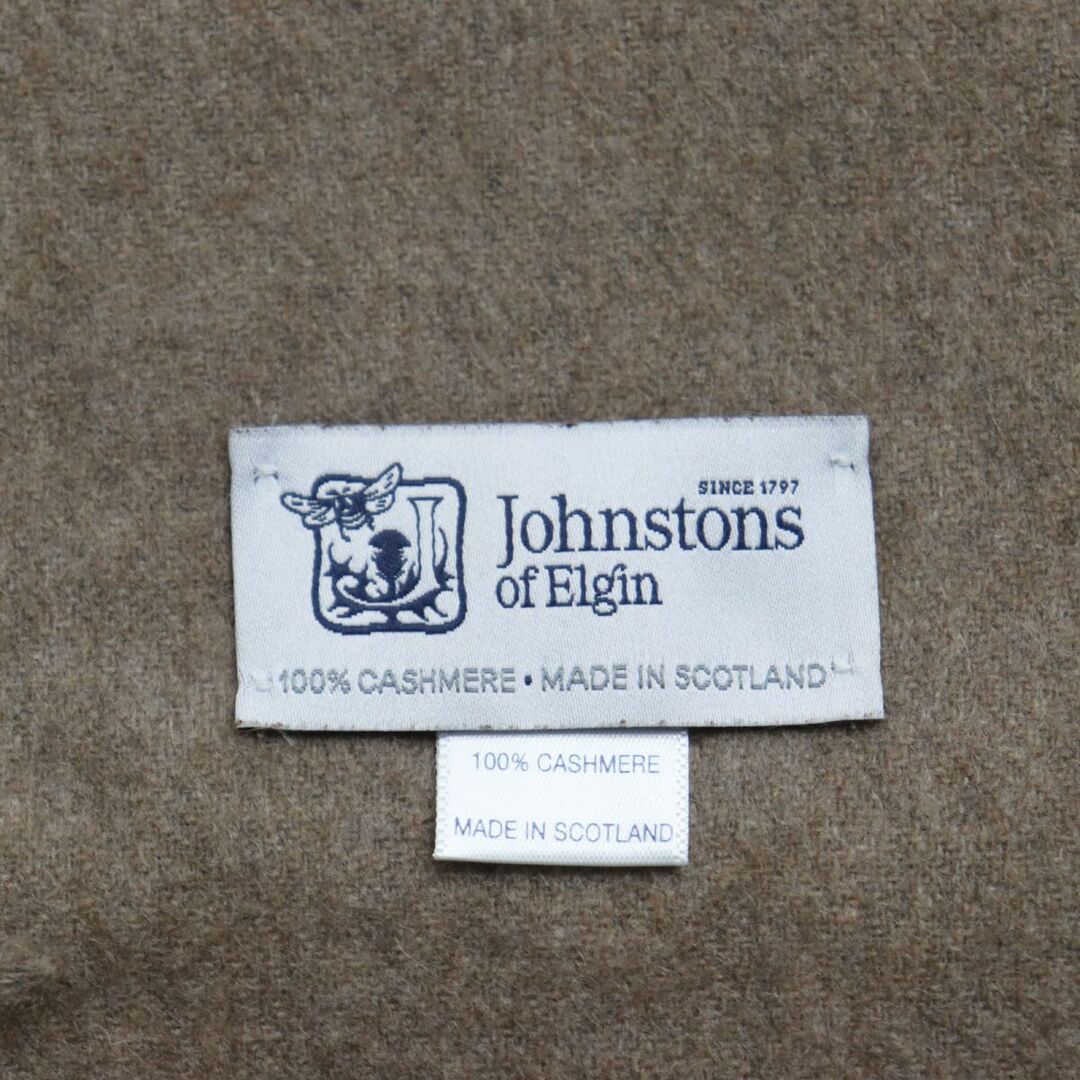 SINCE 1797
Johnstons
of Elgin
100% CASHMERE • MADE IN SCOTLAND
100% CASHMERE
MADE IN SCOTLAND